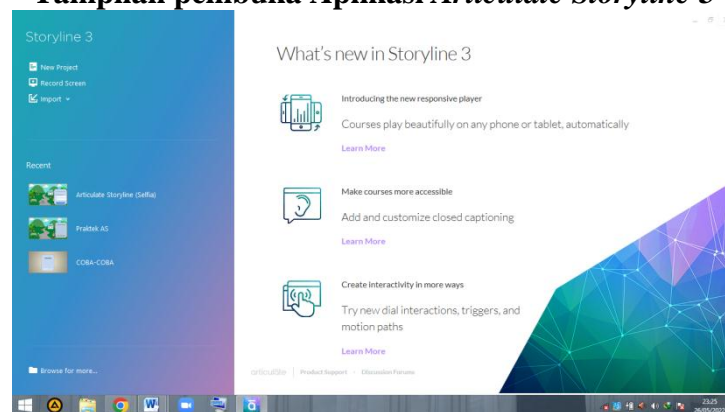 Tampilan pembuka Aplikasi Articulate Storyline 3
Storyline 3
New Project
Record Screen
Import
Recent
Articulate Storyline (Selfia)
Praktek AS
COBA-COBA
Browse for more...
What's new in Storyline 3
Introducing the new responsive player
Courses play beautifully on any phone or tablet, automatically
Learn More
Make courses more accessible
Add and customize closed captioning
Learn More
Create interactivity in more ways
Try new dial interactions, triggers, and
motion paths
Learn More
articulate | Product Support · Discussion Forums
23:25